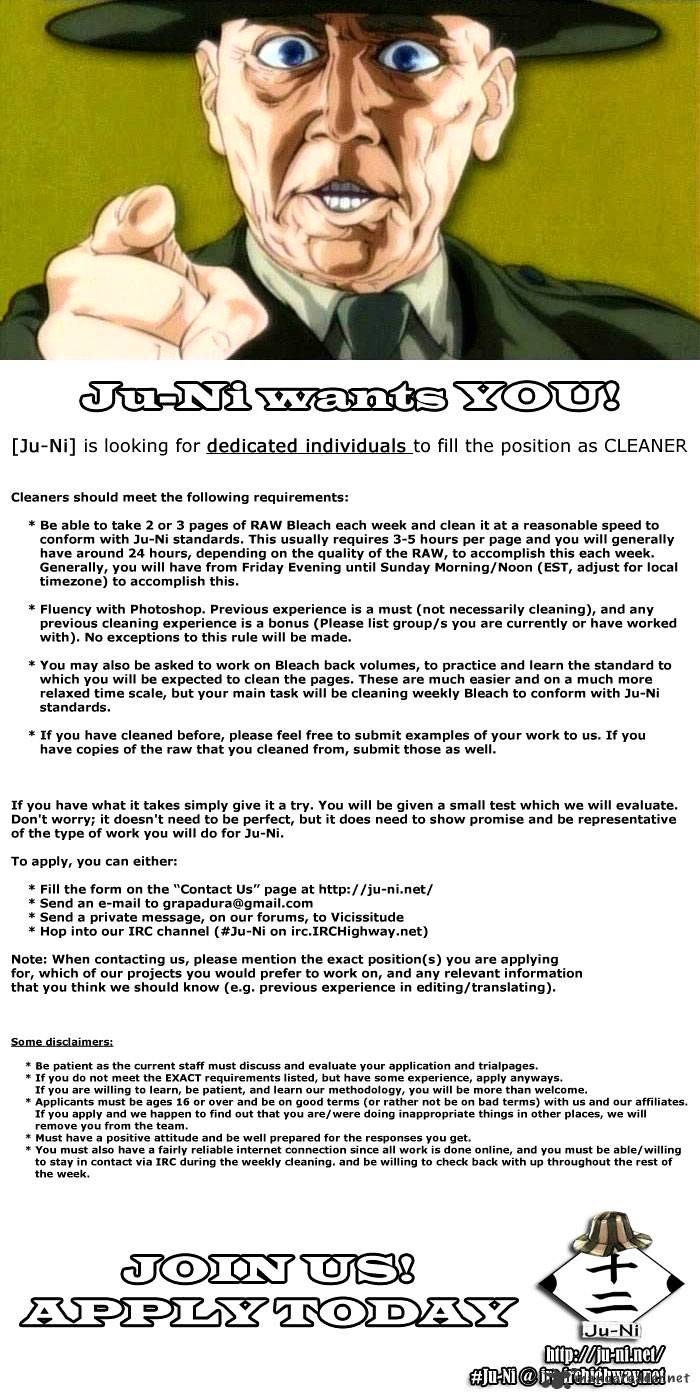 Ju-Ni wants YOU!
[Ju-Ni] is looking for dedicated individuals to fill the position as CLEANER
Cleaners should meet the following requirements:
* Be able to take 2 or 3 pages of RAW Bleach each week and clean it at a reasonable speed to
conform with Ju-Ni standards. This usually requires 3-5 hours per page and you will generally
have around 24 hours, depending on the quality of the RAW, to accomplish this each week.
Generally, you will have from Friday Evening until Sunday Morning/Noon (EST, adjust for local
timezone) to accomplish this.
* Fluency with Photoshop. Previous experience is a must (not necessarily cleaning), and any
previous cleaning experience is a bonus (Please list group/s you are currently or have worked
with). No exceptions to this rule will be made.
* You may also be asked to work on Bleach back volumes, to practice and learn the standard to
which you will be expected to clean the pages. These are much easier and on a much more
relaxed time scale, but your main task will be cleaning weekly Bleach to conform with Ju-Ni
standards.
* If you have cleaned before, please feel free to submit examples of your work to us. If you
have copies of the raw that you cleaned from, submit those as well.
If you have what it takes simply give it a try. You will be given a small test which we will evaluate.
Don't worry; it doesn't need to be perfect, but it does need to show promise and be representative
of the type of work you will do for Ju-Ni.
To apply, you can either:
* Fill the form on the “Contact Us” page at http://ju-ni.net/
* Send an e-mail to grapadura@gmail.com
* Send a private message, on our forums, to Vicissitude
* Hop into our IRC channel (#Ju-Ni on irc.IRCHighway.net)
Note: When contacting us, please mention the exact position(s) you are applying
for, which of our projects you would prefer to work on, and any relevant information
that you think we should know (e.g. previous experience in editing/translating).
Some disclaimers:
* Be patient as the current staff must discuss and evaluate your application and trialpages.
* If you do not meet the EXACT requirements listed, but have some experience, apply anyways.
If you are willing to learn, be patient, and learn our methodology, you will be more than welcome.
* Applicants must be ages 16 or over and be on good terms (or rather not be on bad terms) with us and our affiliates.
If you apply and we happen to find out that you are/were doing inappropriate things in other places, we will
remove you from the team.
* Must have a positive attitude and be well prepared for the responses you get.
* You must also have a fairly reliable internet connection since all work is done online, and you must be able/willing
to stay in contact via IRC during the weekly cleaning. and be willing to check back with up throughout the rest of
the week.
JOIN US!
APPLY TODAY
十二
Ju-Ni
http://ju-ni.net/
#Ju-Ni @